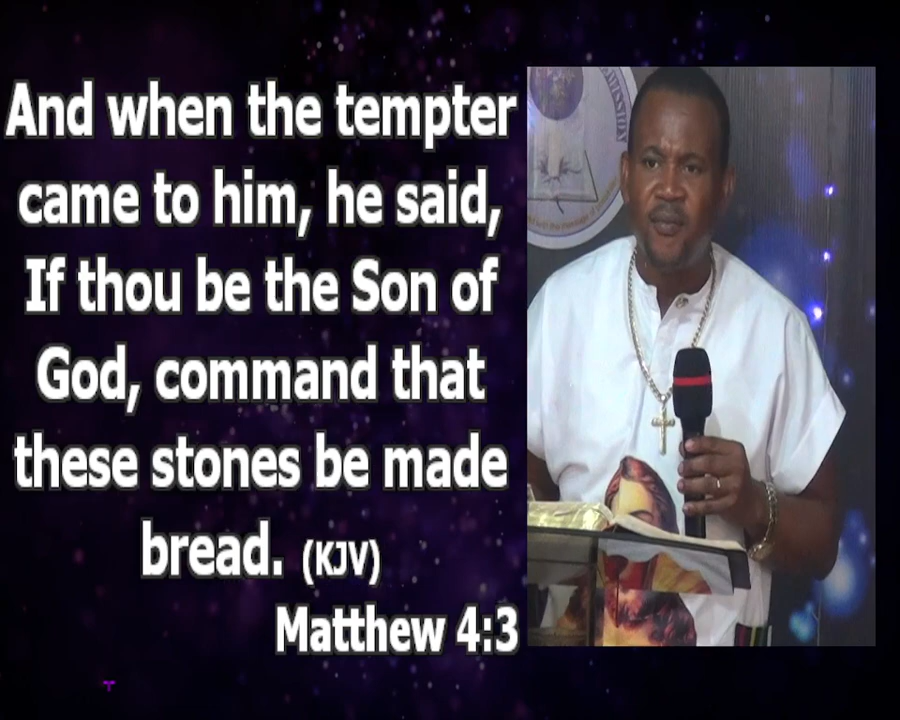 And when the tempter
came to him, he said,
If thou be the Son of
God, command that
these stones be made
bread. (KJV)
Matthew 4:3